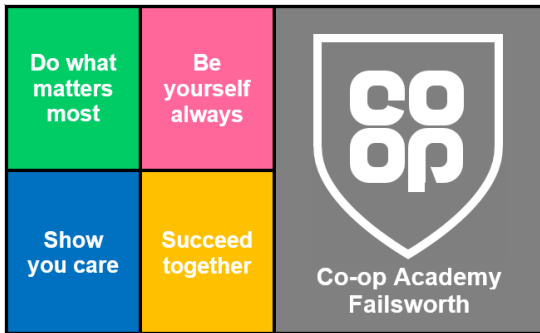 Do what
matters
most
Be
yourself
always
Show
you care
Succeed
together
co
op
Co-op Academy
Failsworth